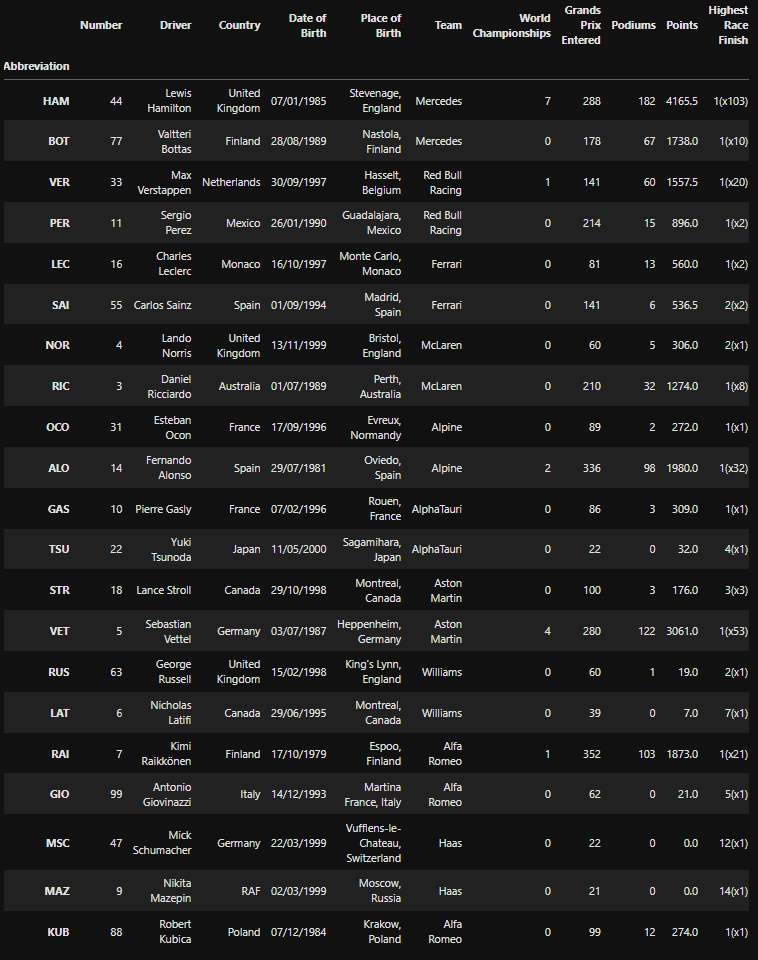 Number Driver Country Date of Birth Place of Birth Team World Championships Grands Prix Entered Podiums Points Highest Race Finish
Abbreviation
HAM 44 Lewis Hamilton United Kingdom 07/01/1985 Stevenage, England Mercedes 7 288 182 4165.5 1(x103)
BOT 77 Valtteri Bottas Finland 28/08/1989 Nastola, Finland Mercedes 0 178 67 1738.0 1(x10)
VER 33 Max Verstappen Netherlands 30/09/1997 Hasselt, Belgium Red Bull Racing 1 141 60 1557.5 1(x20)
PER 11 Sergio Perez Mexico 26/01/1990 Guadalajara, Mexico Red Bull Racing 0 214 15 896.0 1(x2)
LEC 16 Charles Leclerc Monaco 16/10/1997 Monte Carlo, Monaco Ferrari 0 81 13 560.0 1(x2)
SAI 55 Carlos Sainz Spain 01/09/1994 Madrid, Spain Ferrari 0 141 6 536.5 2(x2)
NOR 4 Lando Norris United Kingdom 13/11/1999 Bristol, England McLaren 0 60 5 306.0 2(x1)
RIC 3 Daniel Ricciardo Australia 01/07/1989 Perth, Australia McLaren 0 210 32 1274.0 1(x8)
OCO 31 Esteban Ocon France 17/09/1996 Evreux, Normandy Alpine 0 89 2 272.0 1(x1)
ALO 14 Fernando Alonso Spain 29/07/1981 Oviedo, Spain Alpine 2 336 98 1980.0 1(x32)
GAS 10 Pierre Gasly France 07/02/1996 Rouen, France AlphaTauri 0 86 3 309.0 1(x1)
TSU 22 Yuki Tsunoda Japan 11/05/2000 Sagamihara, Japan AlphaTauri 0 22 0 32.0 4(x1)
STR 18 Lance Stroll Canada 29/10/1998 Montreal, Canada Aston Martin 0 100 3 176.0 3(x3)
VET 5 Sebastian Vettel Germany 03/07/1987 Heppenheim, Germany Aston Martin 4 280 122 3061.0 1(x53)
RUS 63 George Russell United Kingdom 15/02/1998 King's Lynn, England Williams 0 60 1 19.0 2(x1)
LAT 6 Nicholas Latifi Canada 29/06/1995 Montreal, Canada Williams 0 39 0 7.0 7(x1)
RAI 7 Kimi Raikkönen Finland 17/10/1979 Espoo, Finland Alfa Romeo 1 352 103 1873.0 1(x21)
GIO 99 Antonio Giovinazzi Italy 14/12/1993 Martina France, Italy Alfa Romeo 0 62 0 21.0 5(x1)
MSC 47 Mick Schumacher Germany 22/03/1999 Vufflens-le-Chateau, Switzerland Haas 0 22 0 0.0 12(x1)
MAZ 9 Nikita Mazepin RAF 02/03/1999 Moscow, Russia Haas 0 21 0 0.0 14(x1)
KUB 88 Robert Kubica Poland 07/12/1984 Krakow, Poland Alfa Romeo 0 99 12 274.0 1(x1)